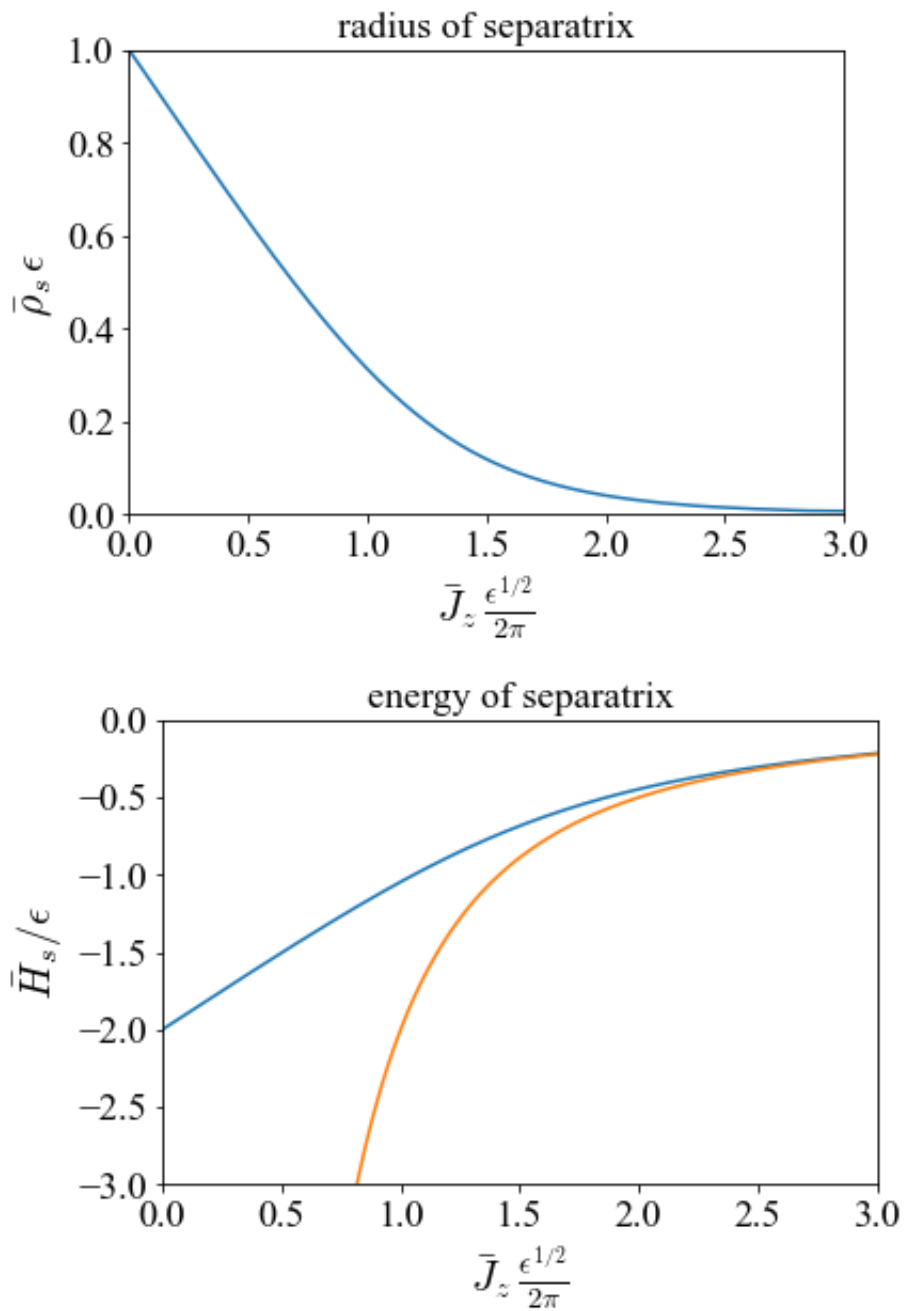 radius of separatrix
1.0
0.8
0.6
0.4
0.2
0.0
ρ̄ₛ ϵ
0.0 0.5 1.0 1.5 2.0 2.5 3.0
J̄_z ϵ^{1/2}/2π
energy of separatrix
0.0
−0.5
−1.0
−1.5
−2.0
−2.5
−3.0
H̄ₛ/ϵ
0.0 0.5 1.0 1.5 2.0 2.5 3.0
J̄_z ϵ^{1/2}/2π